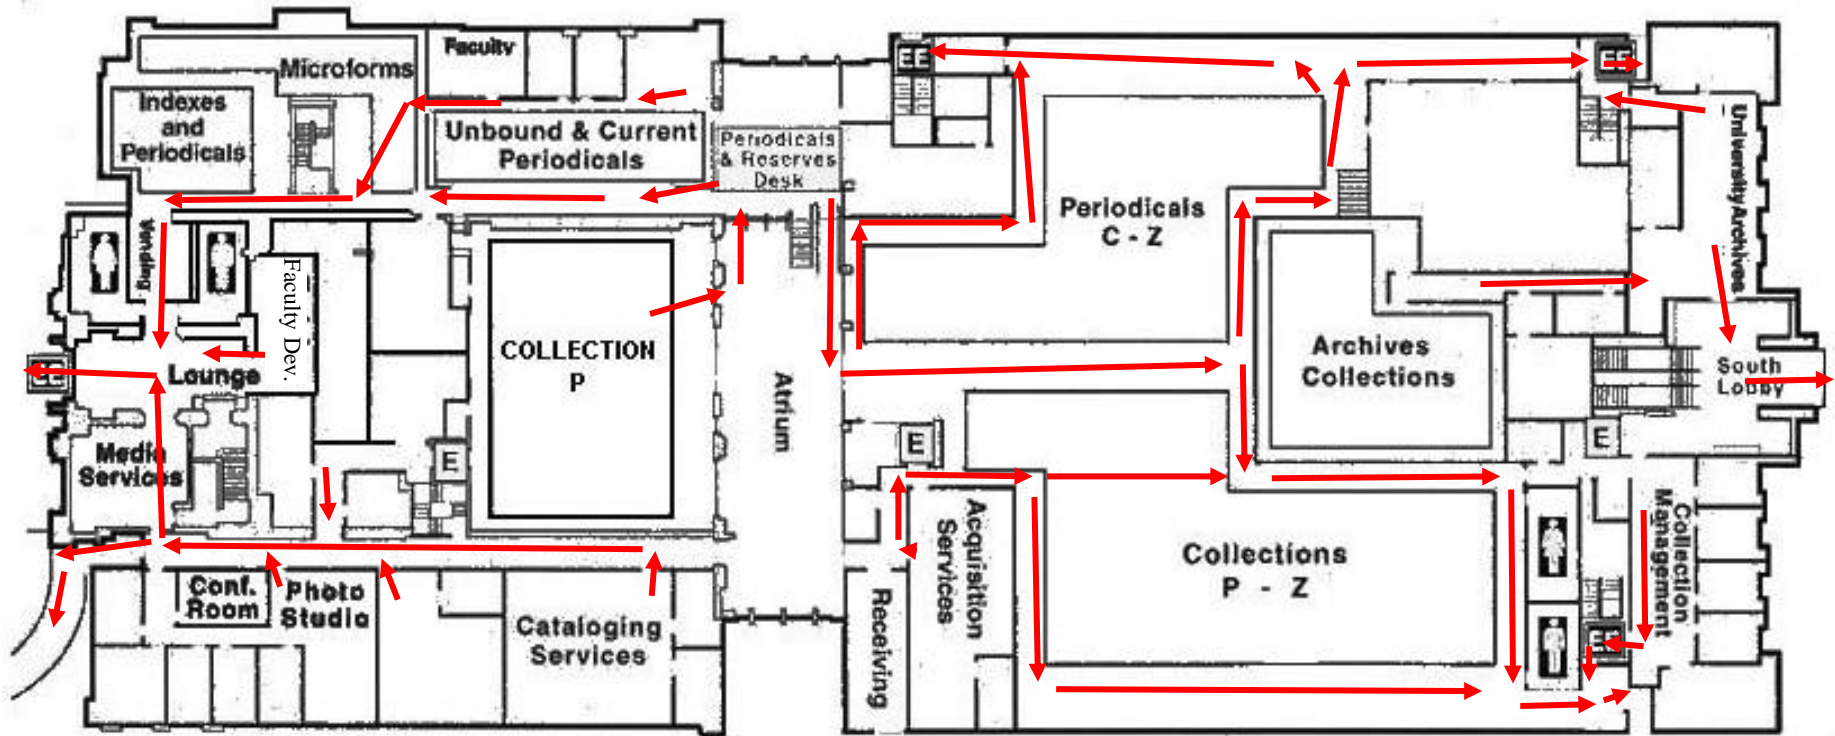 Faculty
Microforms
Indexes
and
Periodicals
Unbound & Current
Periodicals
Periodicals
& Reserves
Desk
Vending
Faculty Dev.
Lounge
Media
Services
E
COLLECTION
P
Atrium
Conf.
Room
Photo
Studio
Cataloging
Services
Receiving
Acquisition
Services
E
Periodicals
C - Z
Archives
Collections
Collections
P - Z
University Archives
South
Lobby
E
Collection
Management